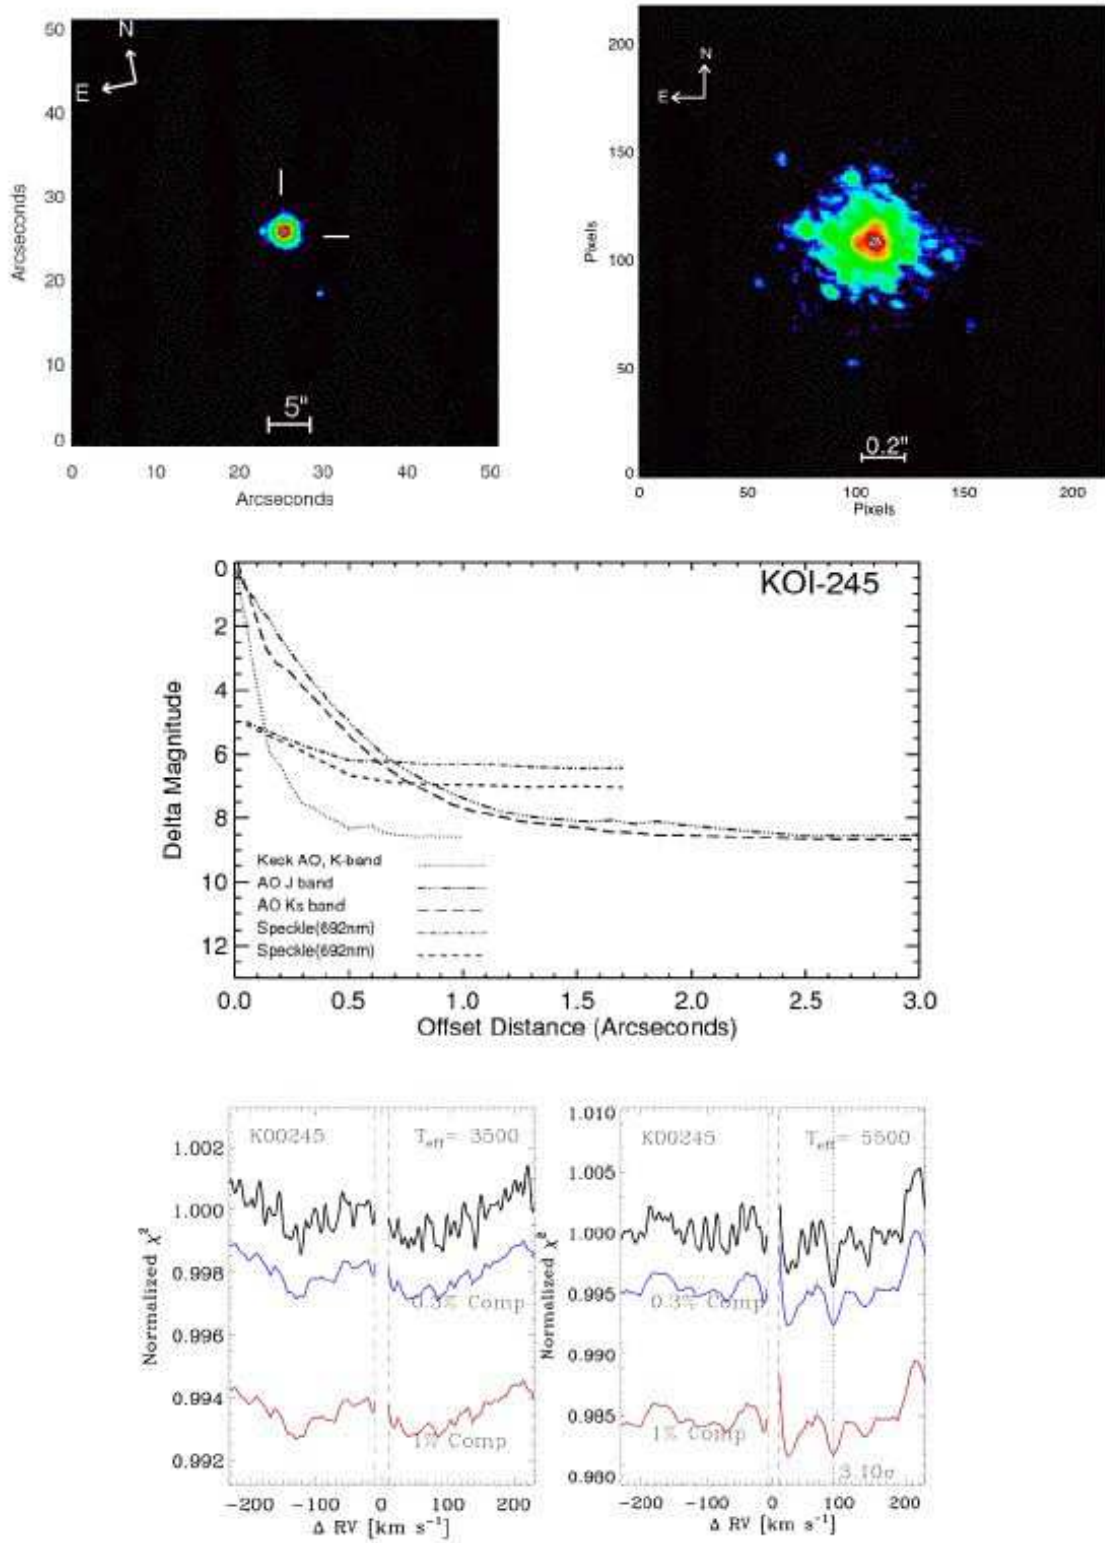 50
40
30
20
10
0
Arcseconds
N
E
5"
0 10 20 30 40 50
Arcseconds
200
150
100
50
0
Pixels
N
E
0.2"
0 50 100 150 200
Pixels
KOI-245
0
2
4
6
8
10
12
Delta Magnitude
Keck AO, K-band
AO J band
AO Ks band
Speckle(692nm)
Speckle(692nm)
0.0 0.5 1.0 1.5 2.0 2.5 3.0
Offset Distance (Arcseconds)
K00245 Teff= 3500
1.002
1.000
0.998
0.996
0.994
0.992
Normalized χ²
0.3% Comp
1% Comp
-200 -100 0 100 200
Δ RV [km s⁻¹]
K00245 Teff= 5500
1.010
1.005
1.000
0.995
0.990
0.985
0.980
Normalized χ²
0.3% Comp
1% Comp
3.10σ
-200 -100 0 100 200
Δ RV [km s⁻¹]